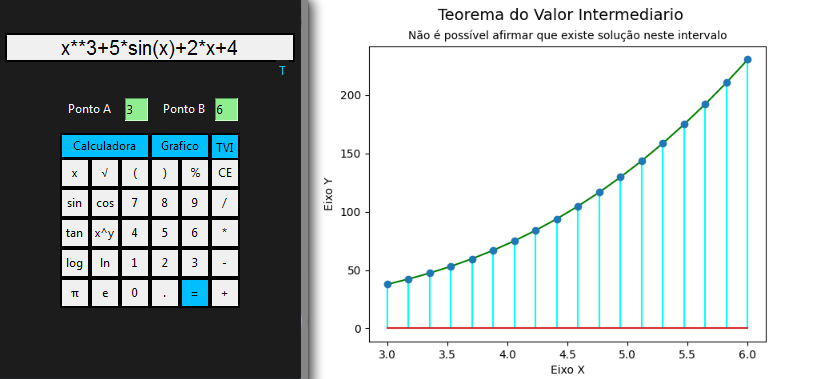 x**3+5*sin(x)+2*x+4
T
Ponto A 3 Ponto B 6
Calculadora Grafico TVI
x √ ( ) % CE
sin cos 7 8 9 /
tan x^y 4 5 6 *
log ln 1 2 3 -
π e 0 . = +
Teorema do Valor Intermediario
Não é possível afirmar que existe solução neste intervalo
200
150
100
50
0
Eixo Y
3.0 3.5 4.0 4.5 5.0 5.5 6.0
Eixo X